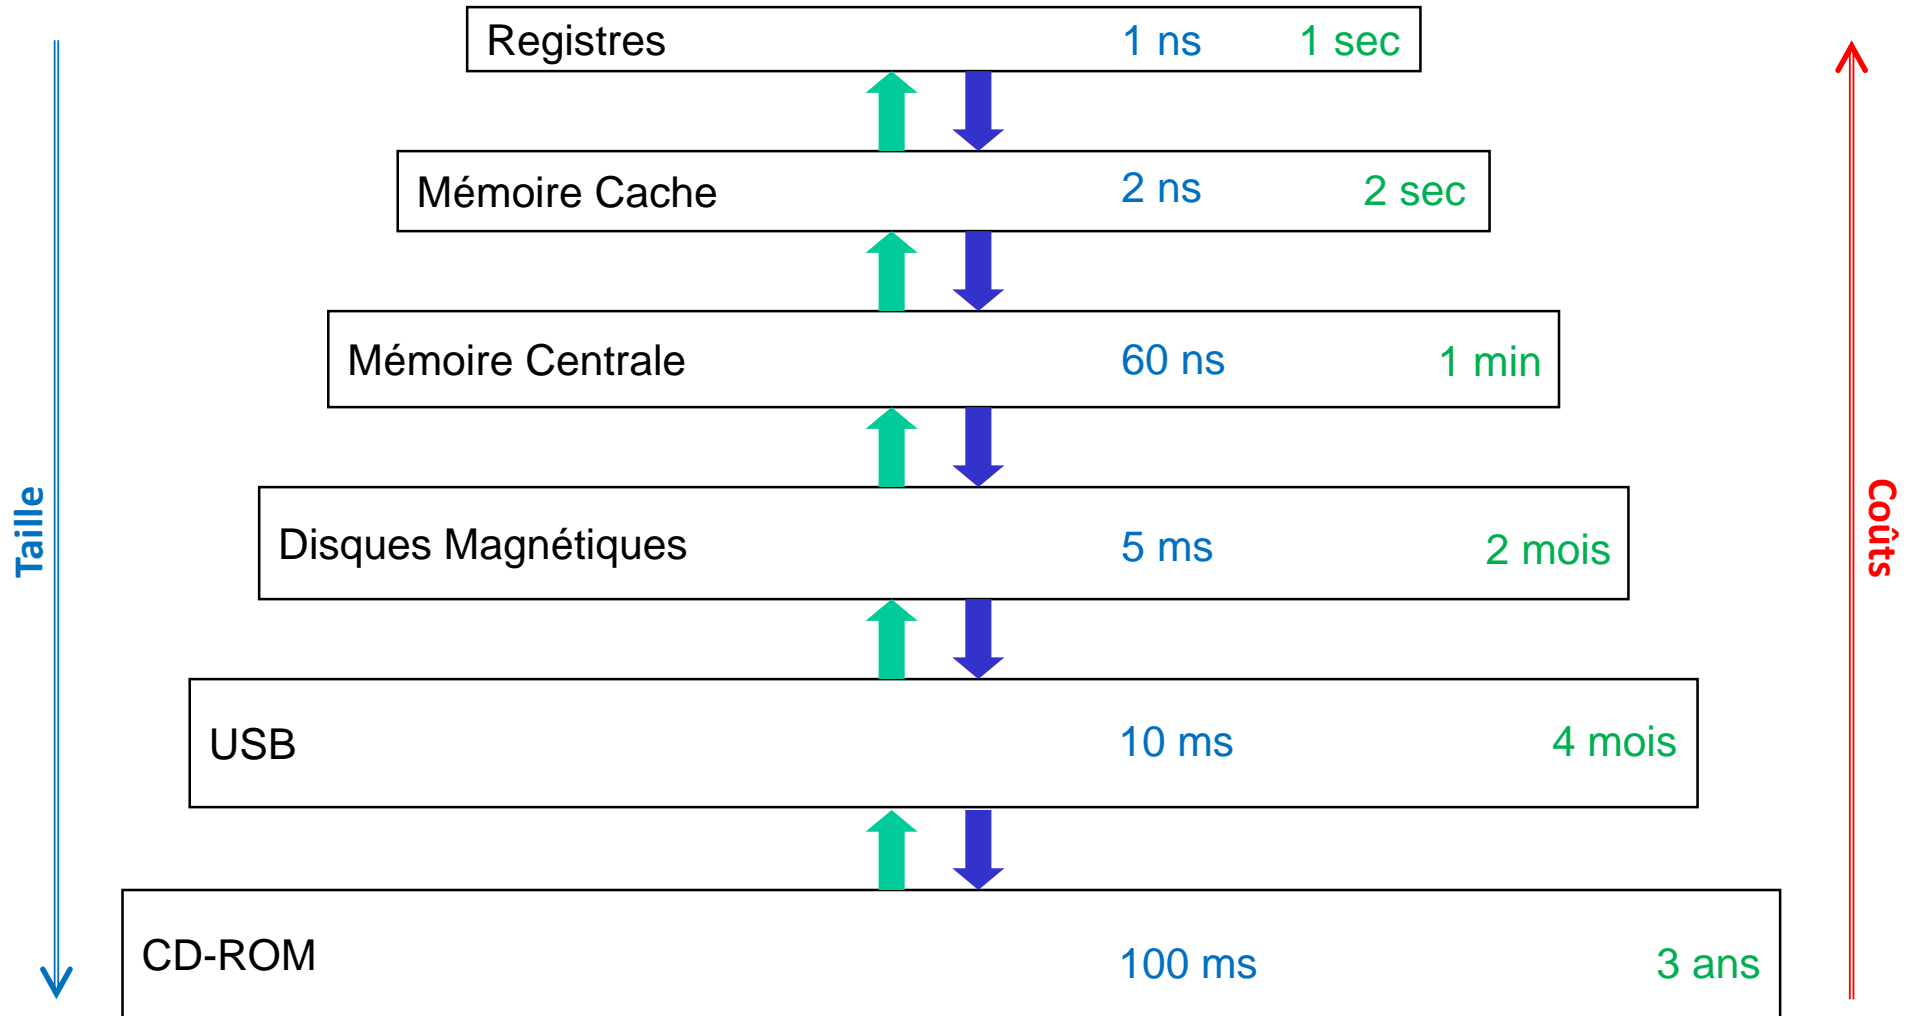 Registres 1 ns 1 sec
Mémoire Cache 2 ns 2 sec
Mémoire Centrale 60 ns 1 min
Taille
Coûts
Disques Magnétiques 5 ms 2 mois
USB 10 ms 4 mois
CD-ROM 100 ms 3 ans